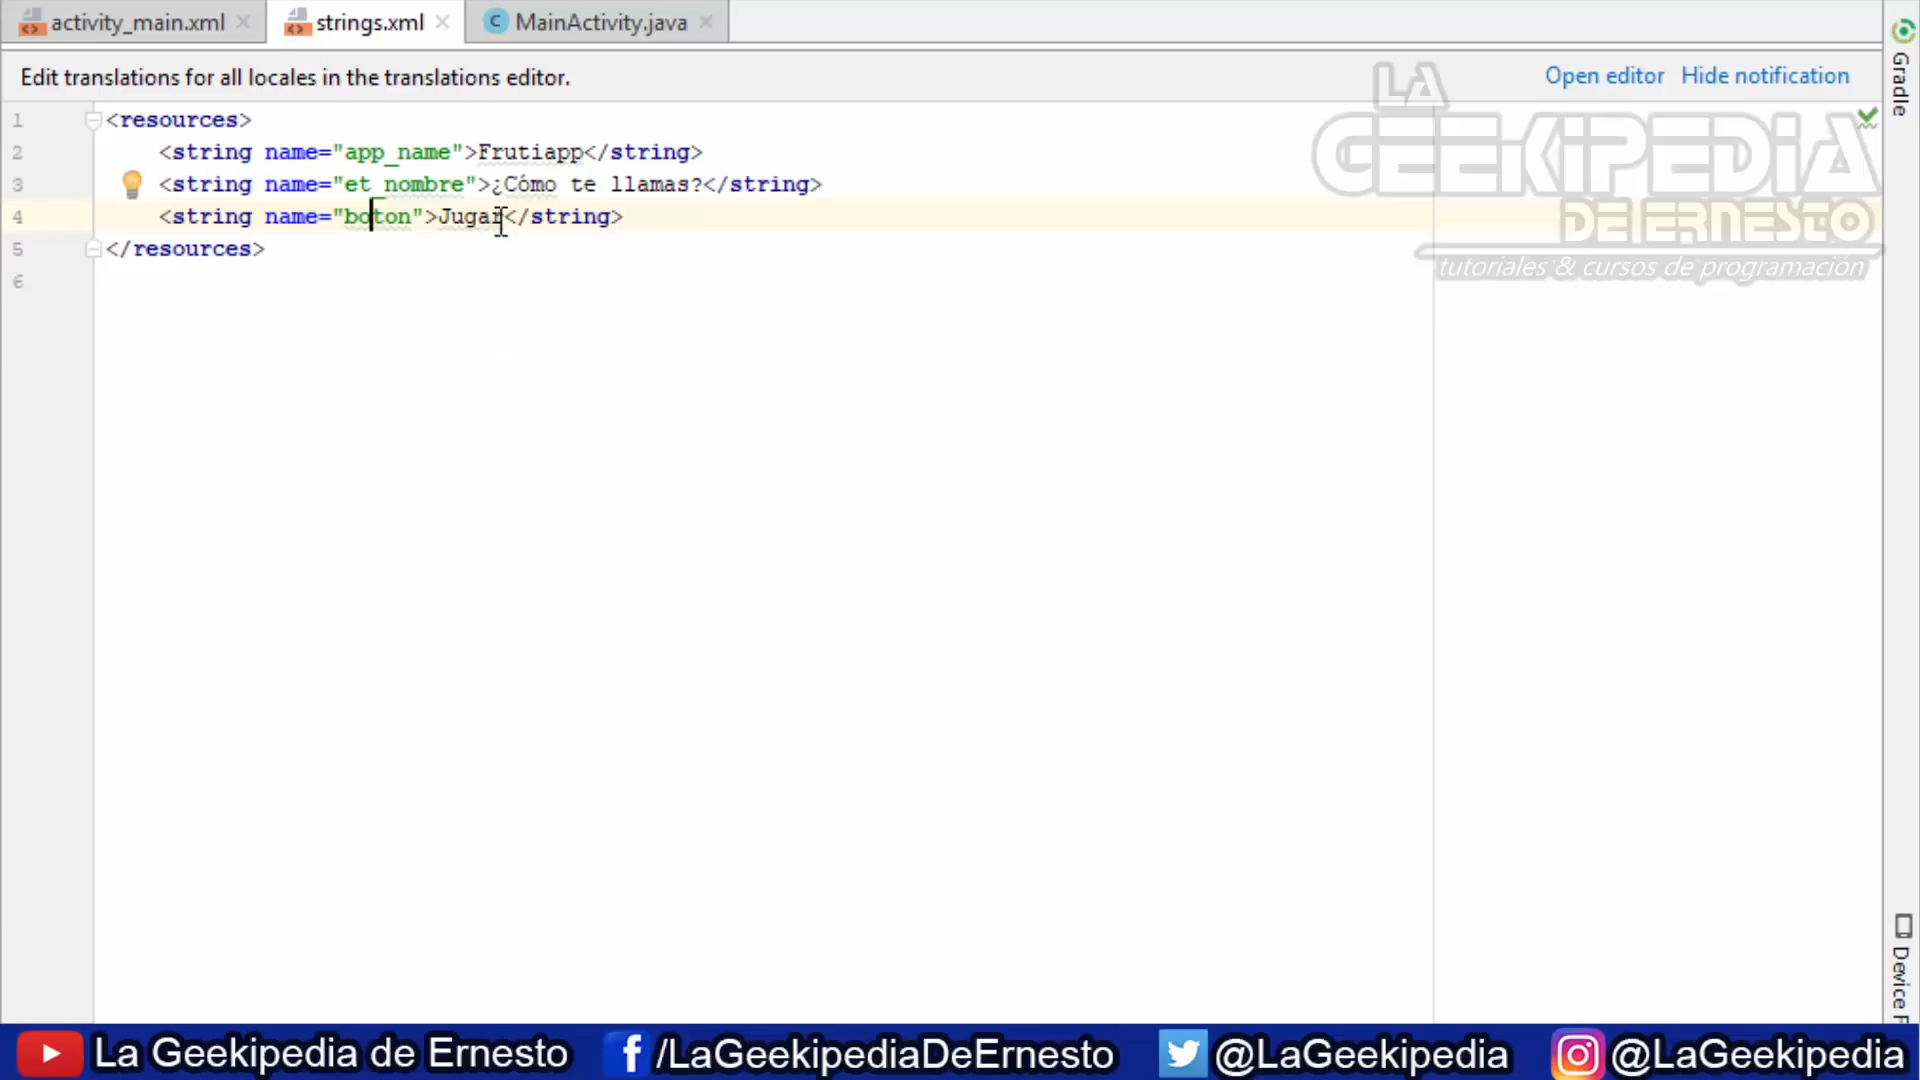 activity_main.xml
strings.xml
MainActivity.java
Edit translations for all locales in the translations editor.
Open editor
Hide notification
Gradle
LA
GEEKIPEDIA
DE ERNESTO
tutoriales & cursos de programación
1 <resources>
2 <string name="app_name">Frutiapp</string>
3 <string name="et_nombre">¿Cómo te llamas?</string>
4 <string name="boton">Jugar</string>
5 </resources>
6
Device F
La Geekipedia de Ernesto
/LaGeekipediaDeErnesto
@LaGeekipedia
@LaGeekipedia